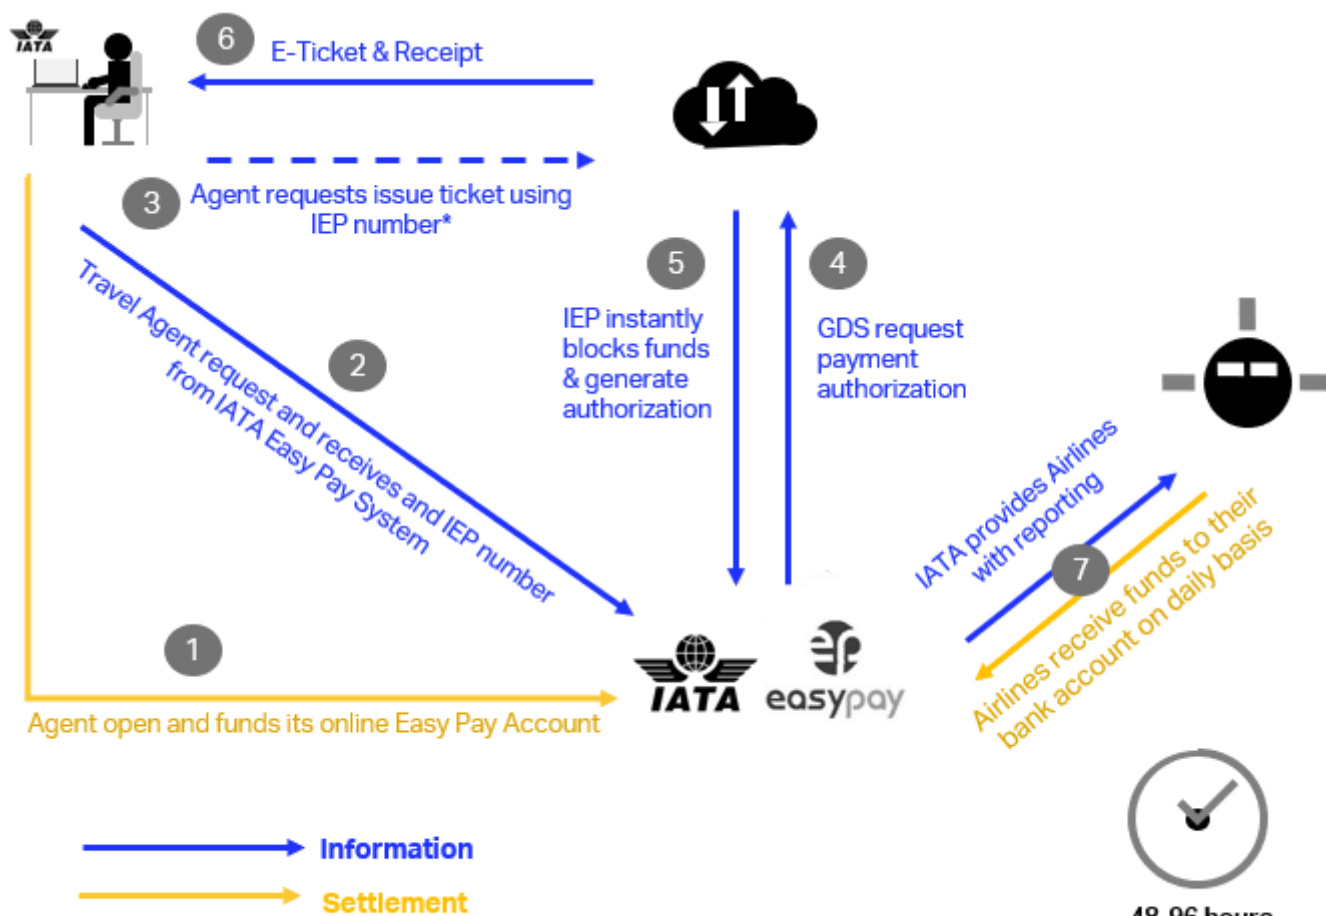 IATA
6
E-Ticket & Receipt
3
Agent requests issue ticket using
IEP number*
2
Travel Agent request and receives and IEP number
from IATA Easy Pay System
5
IEP instantly
blocks funds
& generate
authorization
4
GDS request
payment
authorization
IATA provides Airlines
with reporting
7
Airlines receive funds to their
bank account on daily basis
1
Agent open and funds its online Easy Pay Account
IATA
easypay
Information
Settlement
48-96 hours